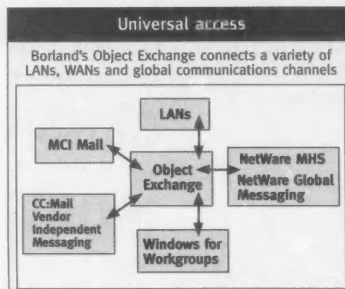 Universal access
Borland's Object Exchange connects a variety of
LANs, WANs and global communications channels
LANs
MCI Mail
Object
Exchange
NetWare MHS
NetWare Global
Messaging
CC:Mail
Vendor
Independent
Messaging
Windows for
Workgroups